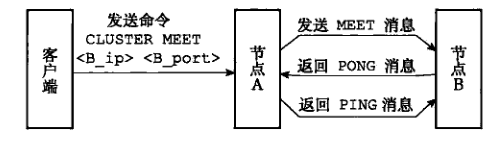 发送命令
CLUSTER MEET
<B_ip> <B_port>
客户端
节点A
发送 MEET 消息
返回 PONG 消息
返回 PING 消息
节点B